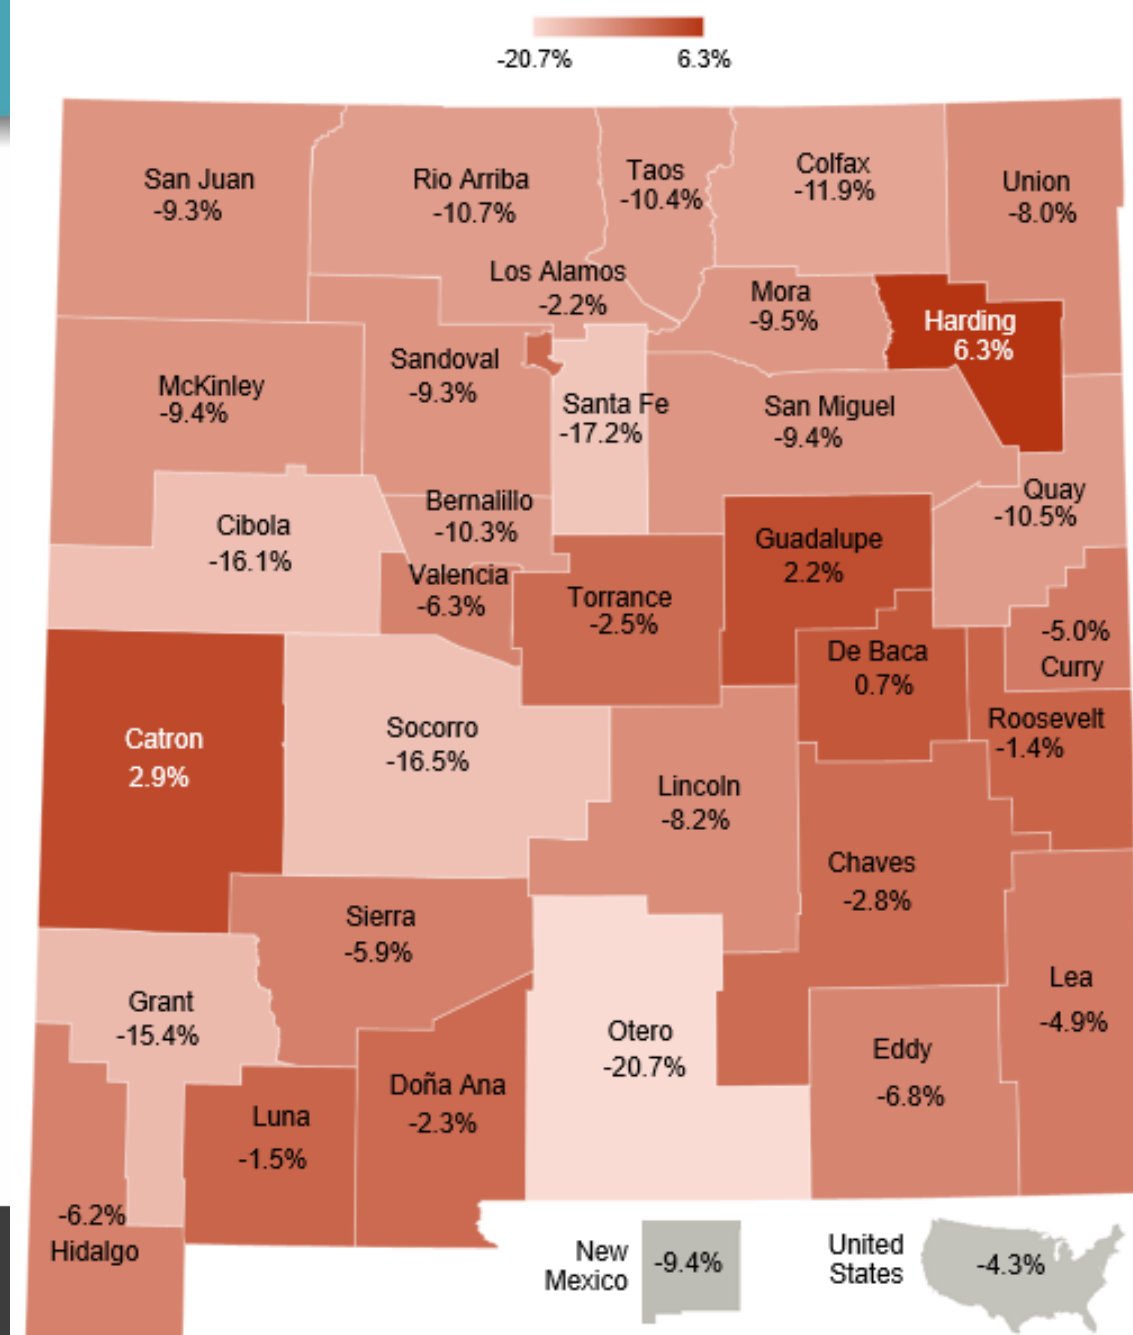 -20.7%
6.3%
San Juan
-9.3%
Rio Arriba
-10.7%
Taos
-10.4%
Colfax
-11.9%
Union
-8.0%
Los Alamos
-2.2%
Mora
-9.5%
Harding
6.3%
McKinley
-9.4%
Sandoval
-9.3%
Santa Fe
-17.2%
San Miguel
-9.4%
Quay
-10.5%
Cibola
-16.1%
Bernalillo
-10.3%
Guadalupe
2.2%
Valencia
-6.3%
Torrance
-2.5%
De Baca
0.7%
-5.0%
Curry
Roosevelt
-1.4%
Catron
2.9%
Socorro
-16.5%
Lincoln
-8.2%
Chaves
-2.8%
Sierra
-5.9%
Grant
-15.4%
Otero
-20.7%
Lea
-4.9%
Eddy
-6.8%
Doña Ana
-2.3%
Luna
-1.5%
-6.2%
Hidalgo
New
Mexico
-9.4%
United
States
-4.3%